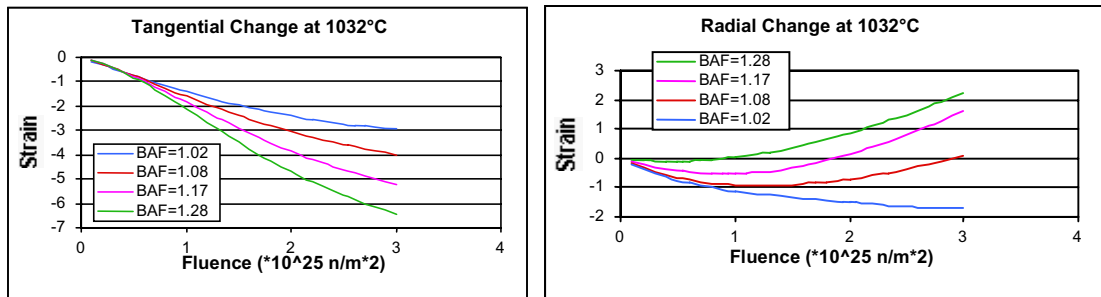 Tangential Change at 1032°C
0
-1
-2
-3
-4
-5
-6
-7
Strain
BAF=1.02
BAF=1.08
BAF=1.17
BAF=1.28
0 1 2 3 4
Fluence (*10^25 n/m*2)
Radial Change at 1032°C
3
2
1
0
-1
-2
Strain
BAF=1.28
BAF=1.17
BAF=1.08
BAF=1.02
0 1 2 3 4
Fluence (*10^25 n/m*2)